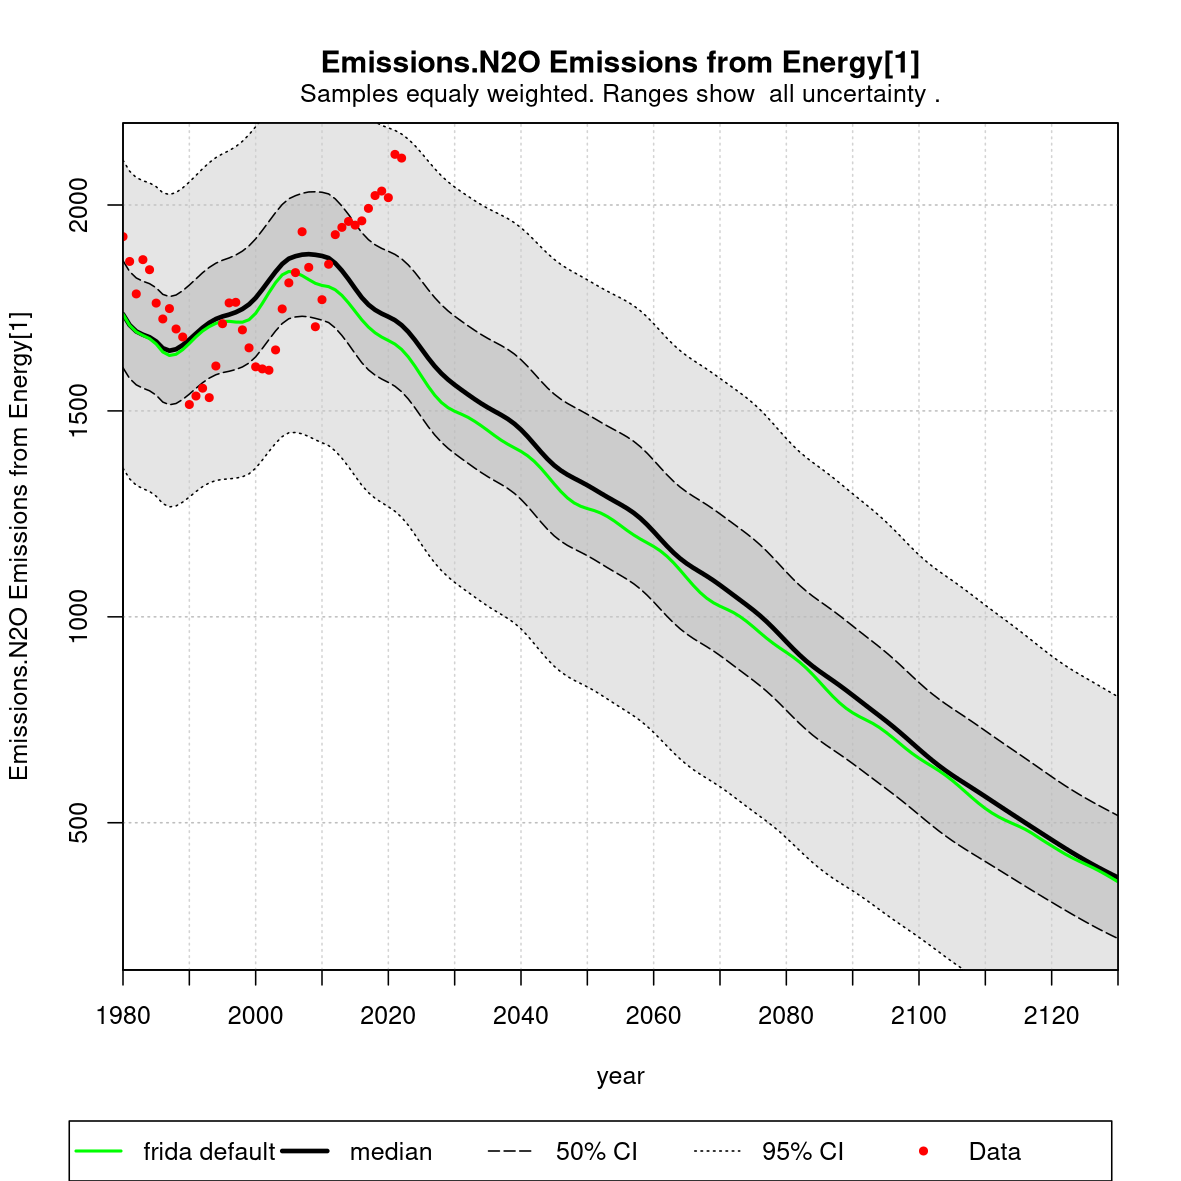 Emissions.N2O Emissions from Energy[1]
Samples equaly weighted. Ranges show  all uncertainty .
Emissions.N2O Emissions from Energy[1]
2000
1500
1000
500
1980 2000 2020 2040 2060 2080 2100 2120
year
frida default median 50% CI 95% CI Data